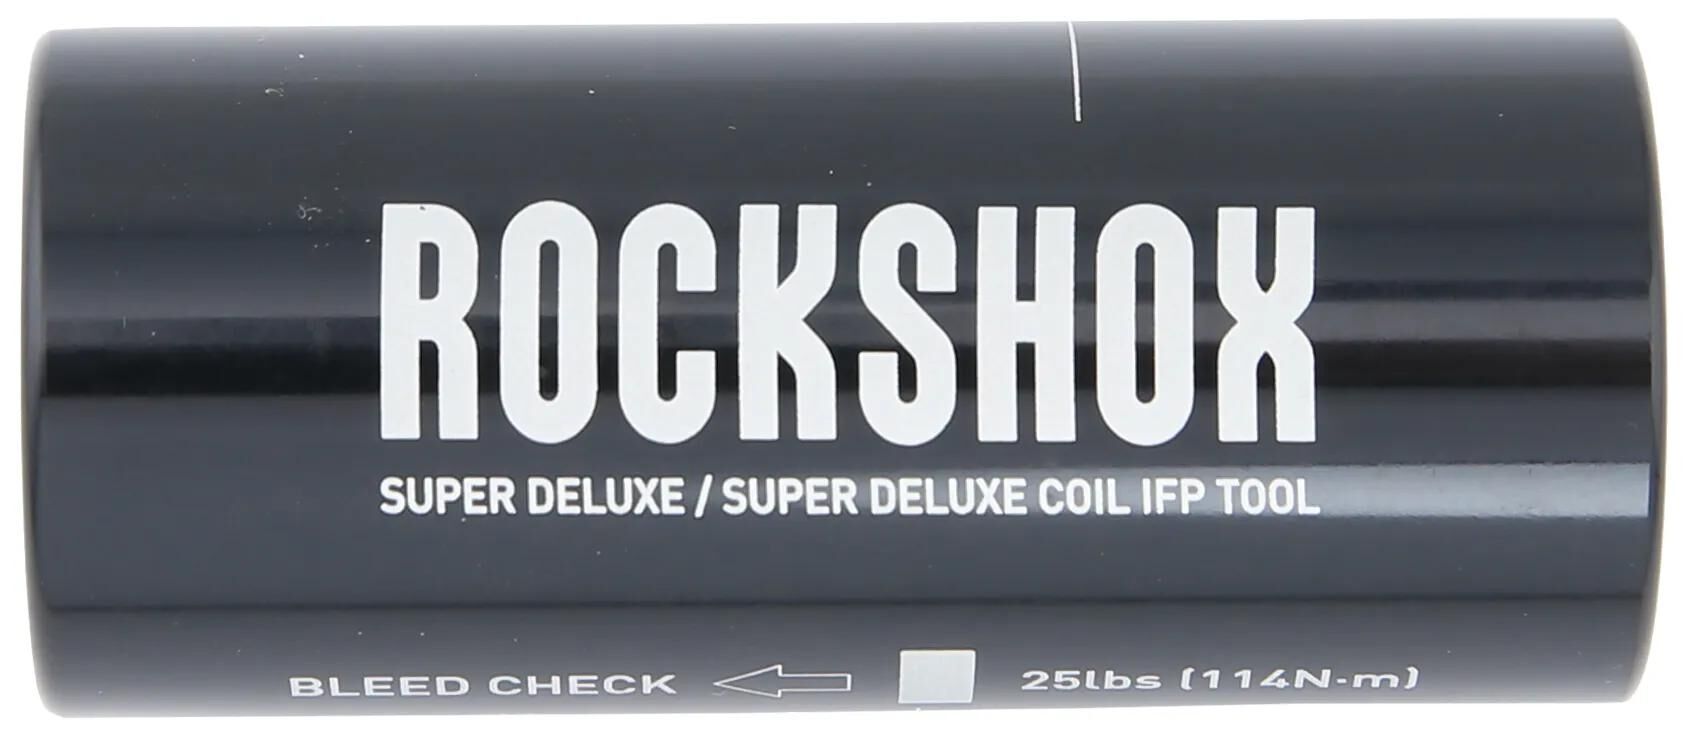 ROCKSHOX
SUPER DELUXE / SUPER DELUXE COIL IFP TOOL
BLEED CHECK 25lbs (114N-m)